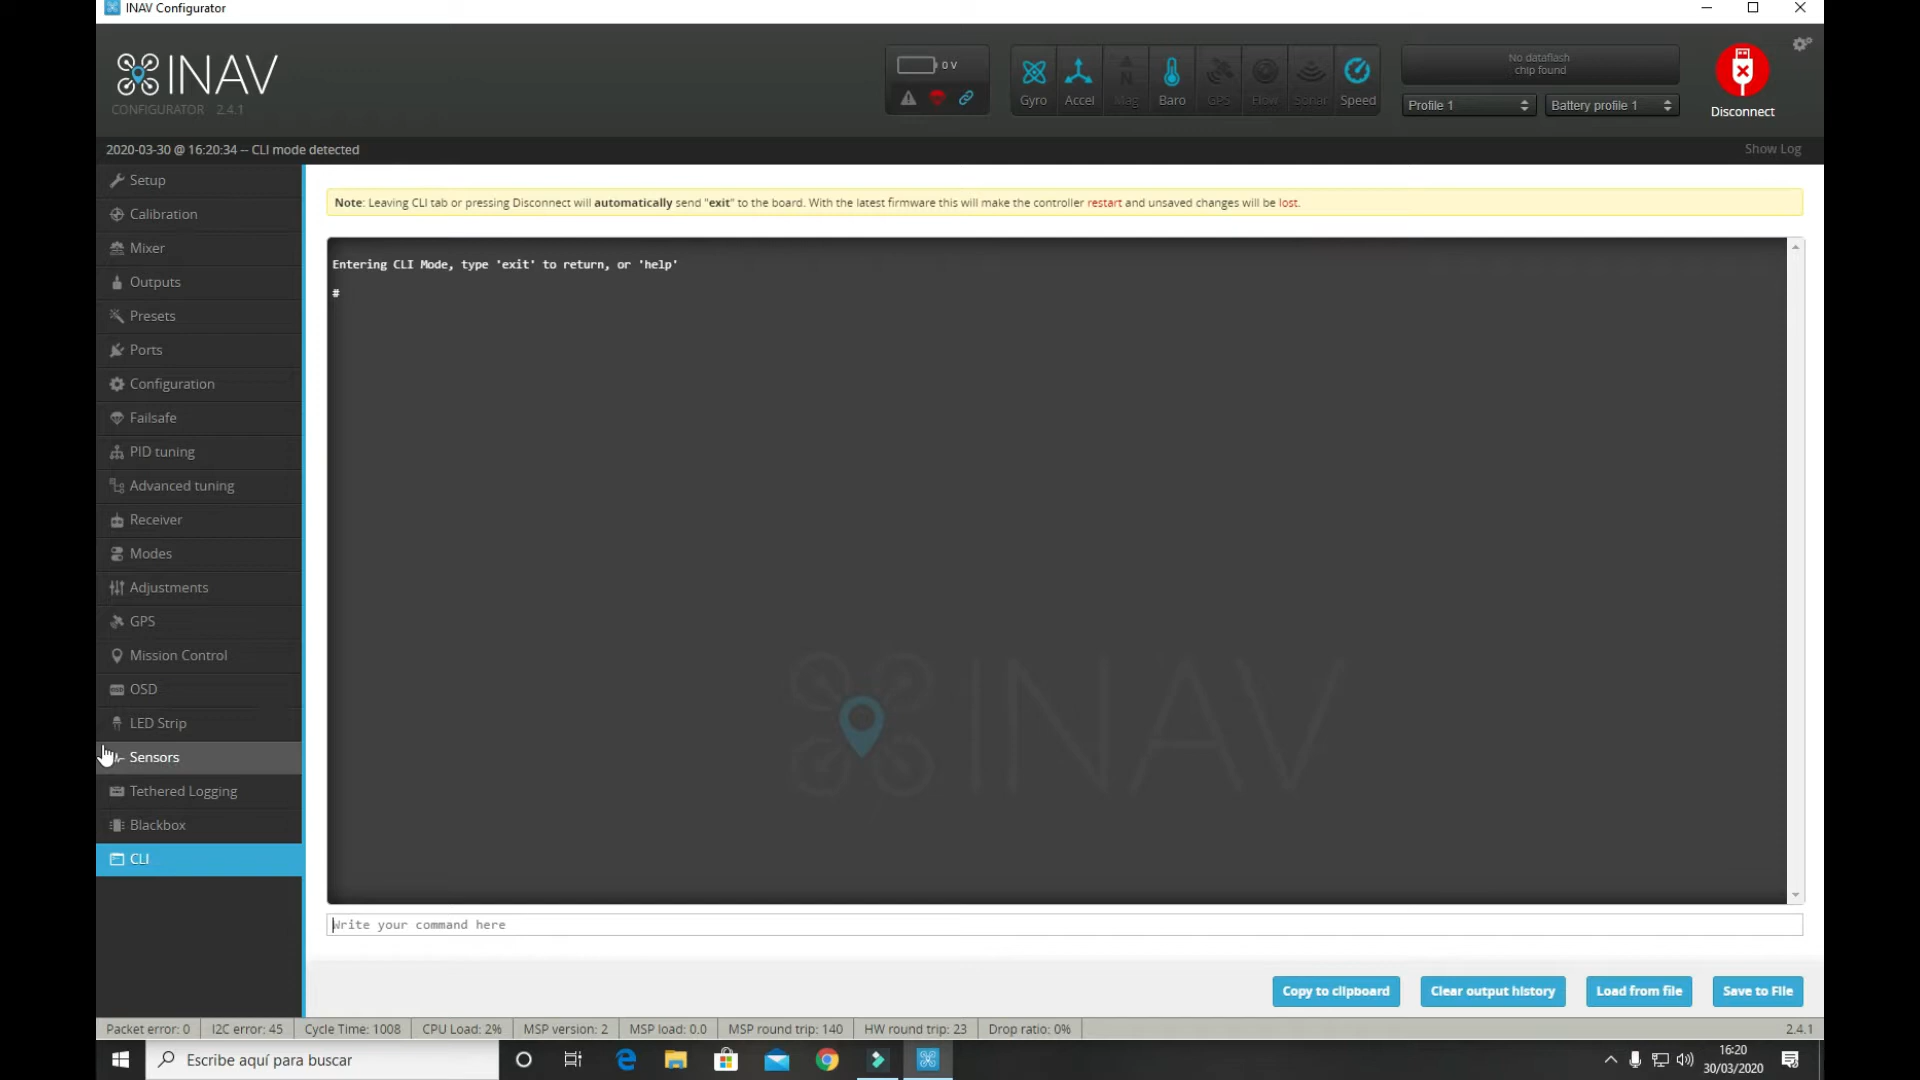 INAV Configurator
INAV
CONFIGURATOR 2.4.1
0 V
Gyro
Accel
Mag
Baro
GPS
Flow
Sonar
Speed
No dataflash
chip found
Profile 1
Battery profile 1
Disconnect
2020-03-30 @ 16:20:34 -- CLI mode detected
Show Log
Setup
Calibration
Mixer
Outputs
Presets
Ports
Configuration
Failsafe
PID tuning
Advanced tuning
Receiver
Modes
Adjustments
GPS
Mission Control
OSD
LED Strip
Sensors
Tethered Logging
Blackbox
CLI
Note: Leaving CLI tab or pressing Disconnect will automatically send "exit" to the board. With the latest firmware this will make the controller restart and unsaved changes will be lost.
Entering CLI Mode, type 'exit' to return, or 'help'
#
INAV
Write your command here
Copy to clipboard
Clear output history
Load from file
Save to File
Packet error: 0
I2C error: 45
Cycle Time: 1008
CPU Load: 2%
MSP version: 2
MSP load: 0.0
MSP round trip: 140
HW round trip: 23
Drop ratio: 0%
2.4.1
Escribe aquí para buscar
16:20
30/03/2020